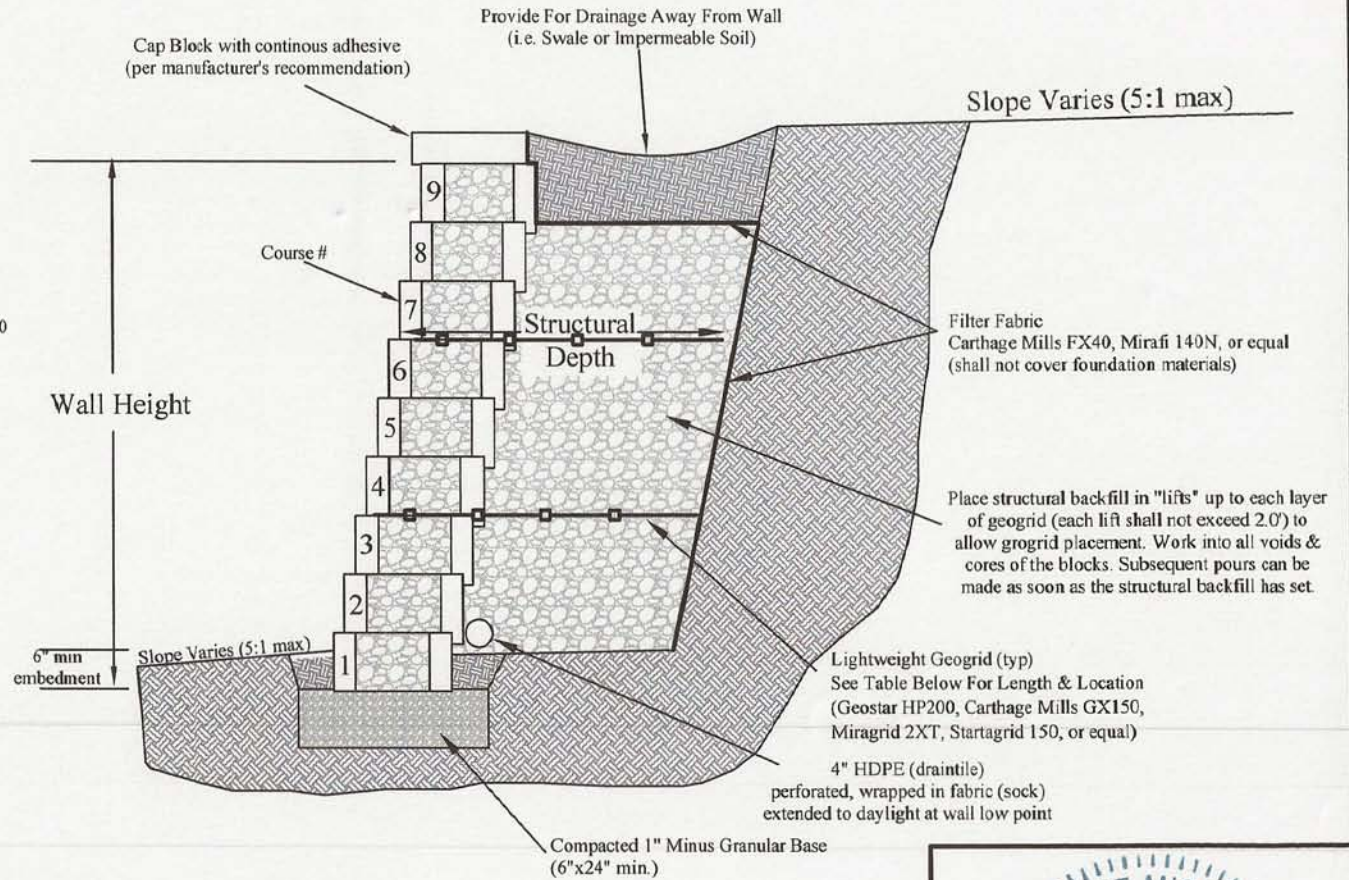 Provide For Drainage Away From Wall
(i.e. Swale or Impermeable Soil)
Cap Block with continous adhesive
(per manufacturer's recommendation)
Slope Varies (5:1 max)
9
8
Course #
7
0
Structural
Depth
Filter Fabric
Carthage Mills FX40, Mirafi 140N, or equal
(shall not cover foundation materials)
6
Wall Height
5
4
Place structural backfill in "lifts" up to each layer
of geogrid (each lift shall not exceed 2.0') to
allow grogrid placement. Work into all voids &
cores of the blocks. Subsequent pours can be
made as soon as the structural backfill has set
3
2
1
6" min
embedment
Slope Varies (5:1 max)
Lightweight Geogrid (typ)
See Table Below For Length & Location
(Geostar HP200, Carthage Mills GX150,
Miragrid 2XT, Startagrid 150, or equal)
4" HDPE (draintile)
perforated, wrapped in fabric (sock)
extended to daylight at wall low point
Compacted 1" Minus Granular Base
(6"x24" min.)